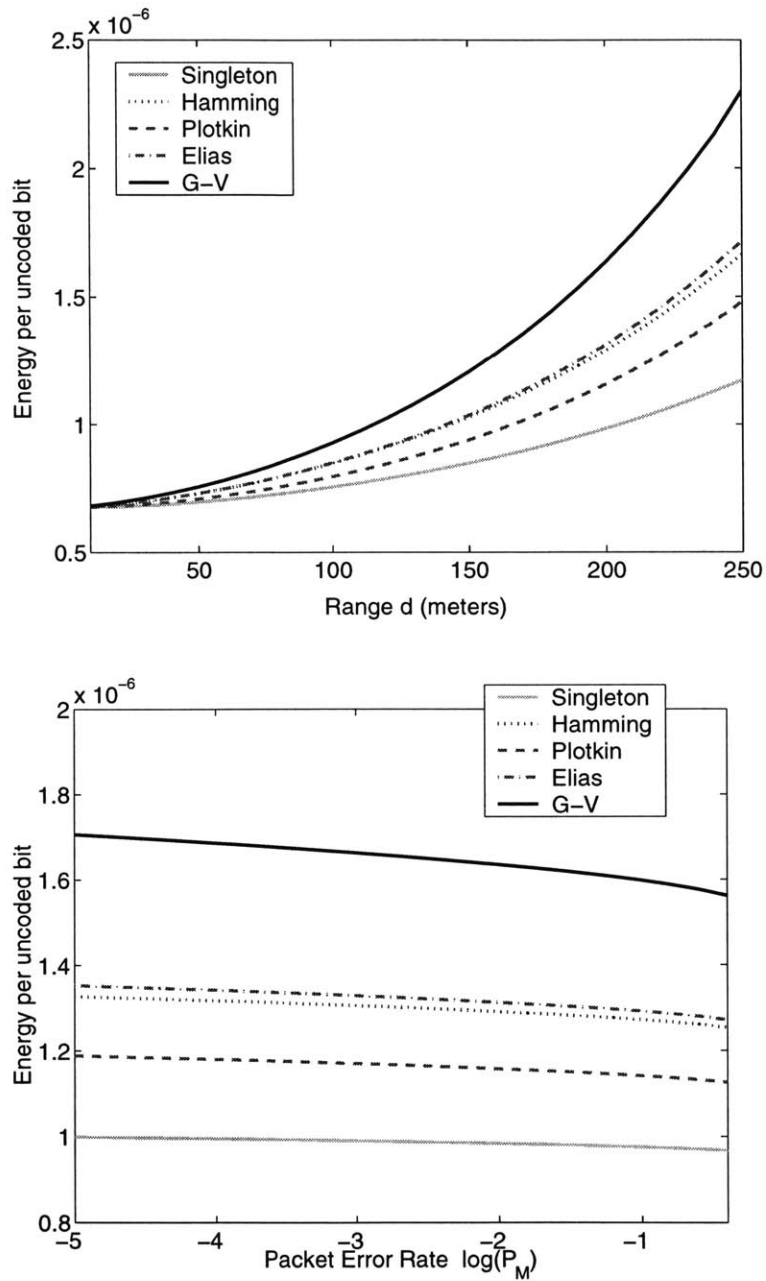 x 10⁻⁶
2.5
2
1.5
1
0.5
Energy per uncoded bit
Singleton
Hamming
Plotkin
Elias
G–V
50
100
150
200
250
Range d (meters)
x 10⁻⁶
2
1.8
1.6
1.4
1.2
1
0.8
Energy per uncoded bit
Singleton
Hamming
Plotkin
Elias
G–V
–5
–4
–3
–2
–1
Packet Error Rate log(P_M)